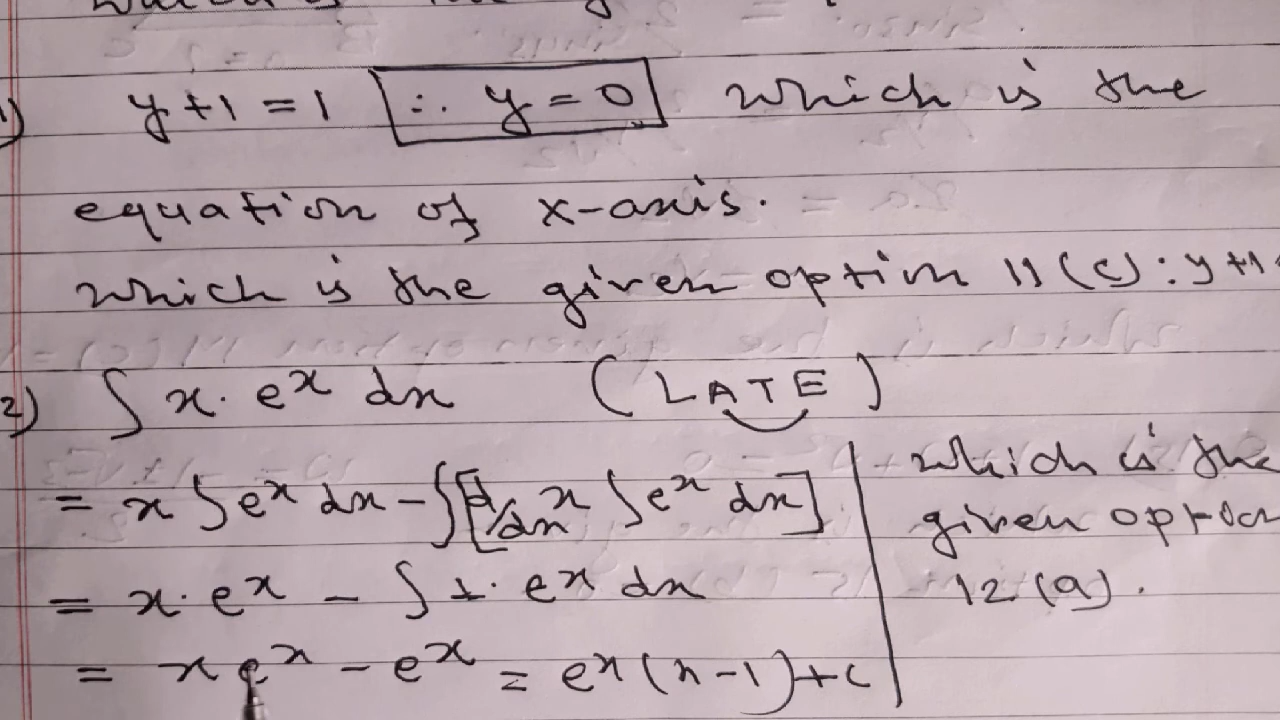 1) y+1=1 ∴ y=0 which is the
equation of x-axis.
which is the given option 11(c): y+1
2) ∫ x. e^x dx (LATE)
= x ∫ e^x dx - ∫[d/dx x ∫ e^x dx]
= x. e^x - ∫ 1. e^x dx
= x e^x - e^x = e^x(x-1)+c
which is the
given option
12 (a).